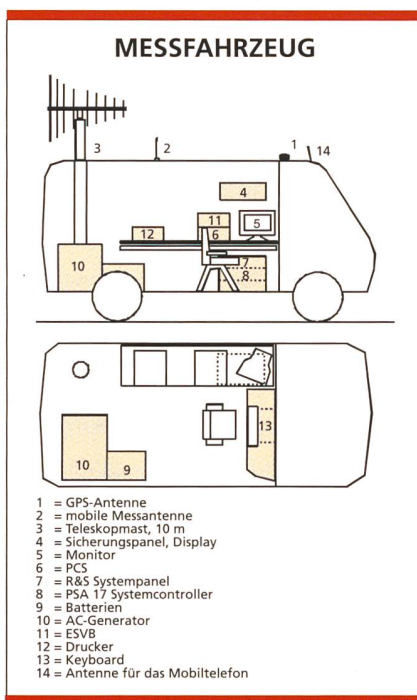 MESSFAHRZEUG
3
2
1
14
4
5
11
6
12
7
8
10
13
10
9
1 = GPS-Antenne
2 = mobile Messantenne
3 = Teleskopmast, 10 m
4 = Sicherungspanel, Display
5 = Monitor
6 = PCS
7 = R&S Systempanel
8 = PSA 17 Systemcontroller
9 = Batterien
10 = AC-Generator
11 = ESVB
12 = Drucker
13 = Keyboard
14 = Antenne für das Mobiltelefon